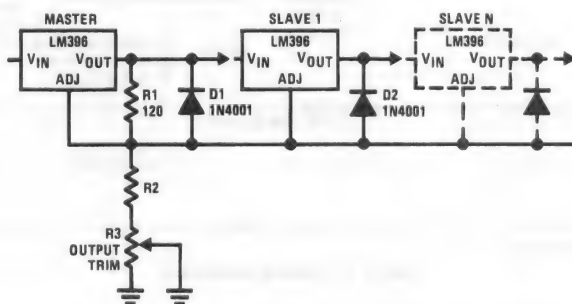 MASTER
LM396
VIN VOUT
ADJ
R1
120
D1
1N4001
R2
R3
OUTPUT
TRIM
SLAVE 1
LM396
VIN VOUT
ADJ
D2
1N4001
SLAVE N
LM396
VIN VOUT
ADJ